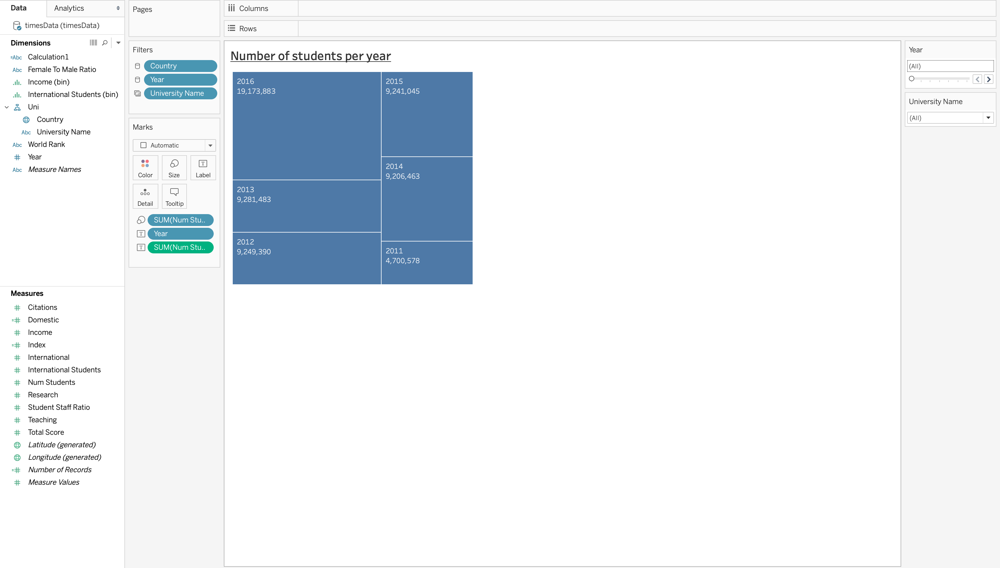 Data
Analytics
timesData (timesData)
Dimensions
=Abc Calculation1
Abc Female To Male Ratio
Income (bin)
International Students (bin)
Uni
Country
Abc University Name
Abc World Rank
# Year
Abc Measure Names
Measures
# Citations
=# Domestic
# Income
=# Index
# International
# International Students
# Num Students
# Research
# Student Staff Ratio
# Teaching
# Total Score
Latitude (generated)
Longitude (generated)
=# Number of Records
# Measure Values
Pages
Filters
Country
Year
University Name
Marks
Automatic
Color
Size
T Label
Detail
Tooltip
SUM(Num Stu..
T Year
T SUM(Num Stu..
Columns
Rows
Number of students per year
2016
19,173,883
2013
9,281,483
2012
9,249,390
2015
9,241,045
2014
9,206,463
2011
4,700,578
Year
(All)
University Name
(All)